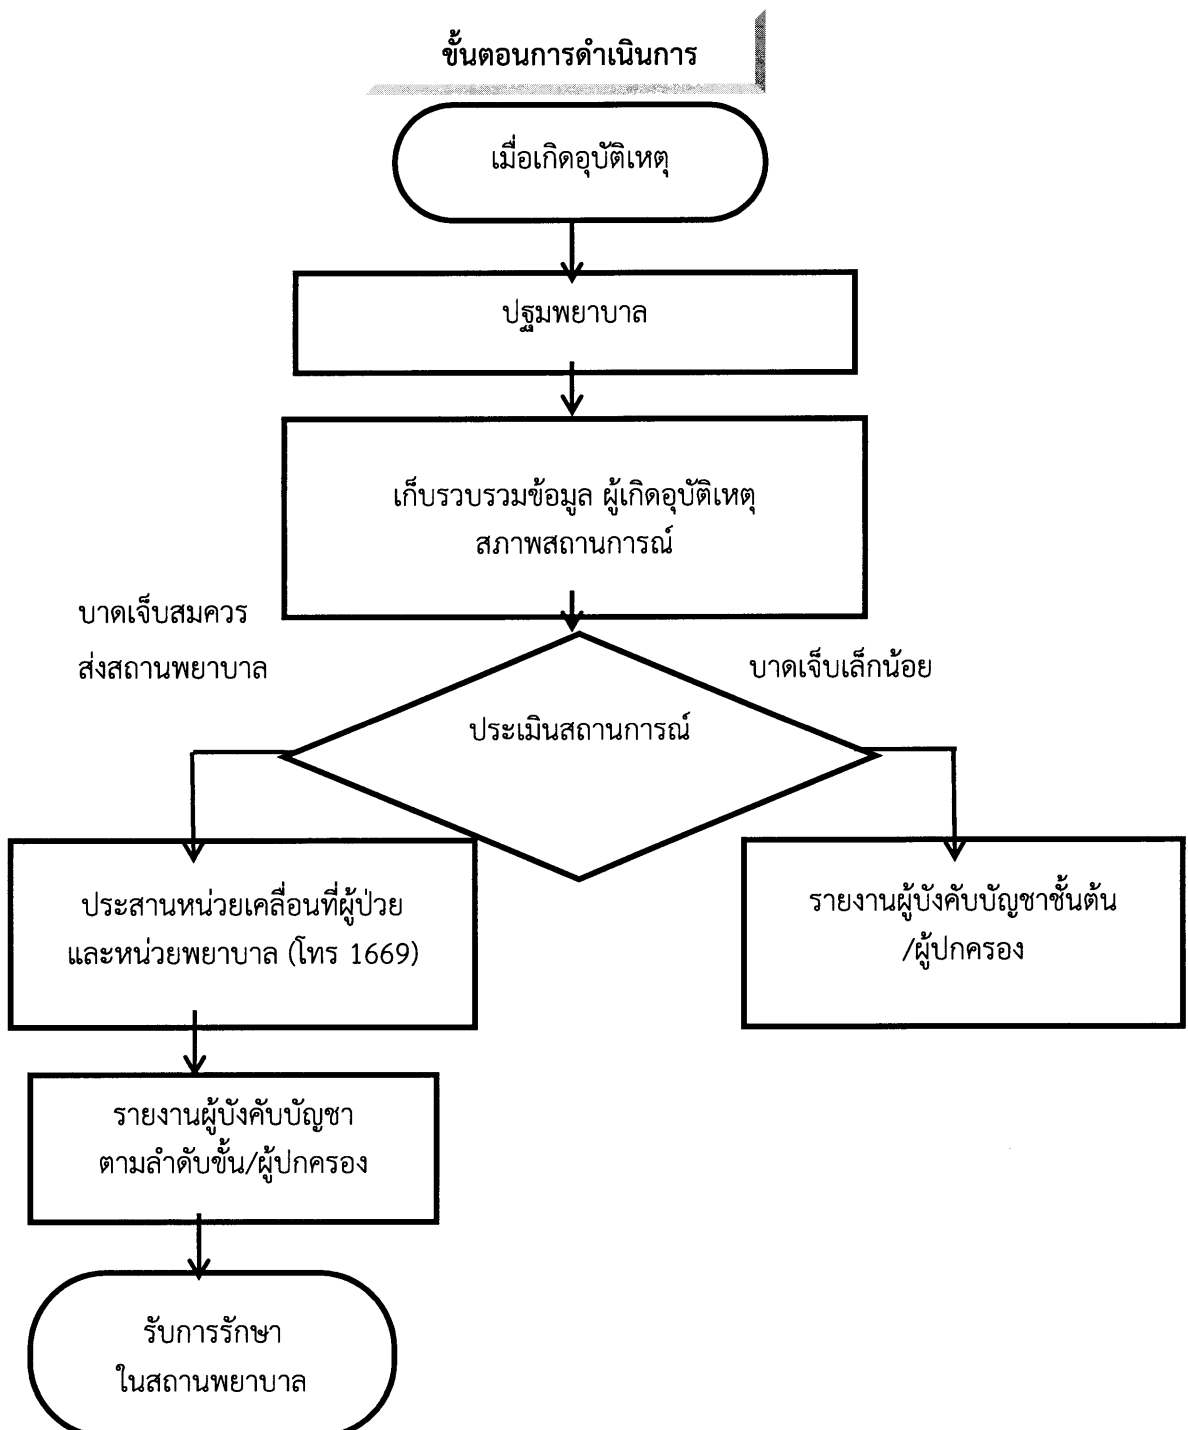 ขั้นตอนการดำเนินการ
เมื่อเกิดอุบัติเหตุ
ปฐมพยาบาล
เก็บรวบรวมข้อมูล ผู้เกิดอุบัติเหตุ
สภาพสถานการณ์
บาดเจ็บสมควร
ส่งสถานพยาบาล
บาดเจ็บเล็กน้อย
ประเมินสถานการณ์
ประสานหน่วยเคลื่อนที่ผู้ป่วย
และหน่วยพยาบาล (โทร 1669)
รายงานผู้บังคับบัญชาชั้นต้น
/ผู้ปกครอง
รายงานผู้บังคับบัญชา
ตามลำดับขั้น/ผู้ปกครอง
รับการรักษา
ในสถานพยาบาล